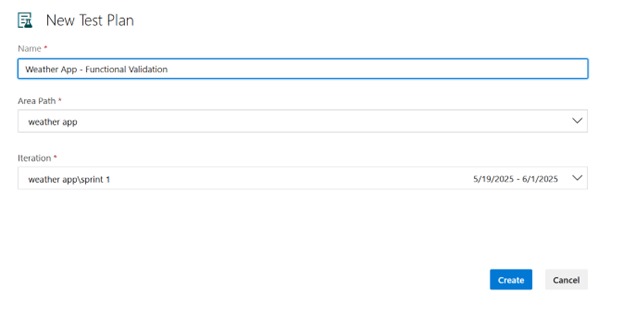 New Test Plan
Name *
Weather App - Functional Validation
Area Path *
weather app
Iteration *
weather app\sprint 1 5/19/2025 - 6/1/2025
Create Cancel